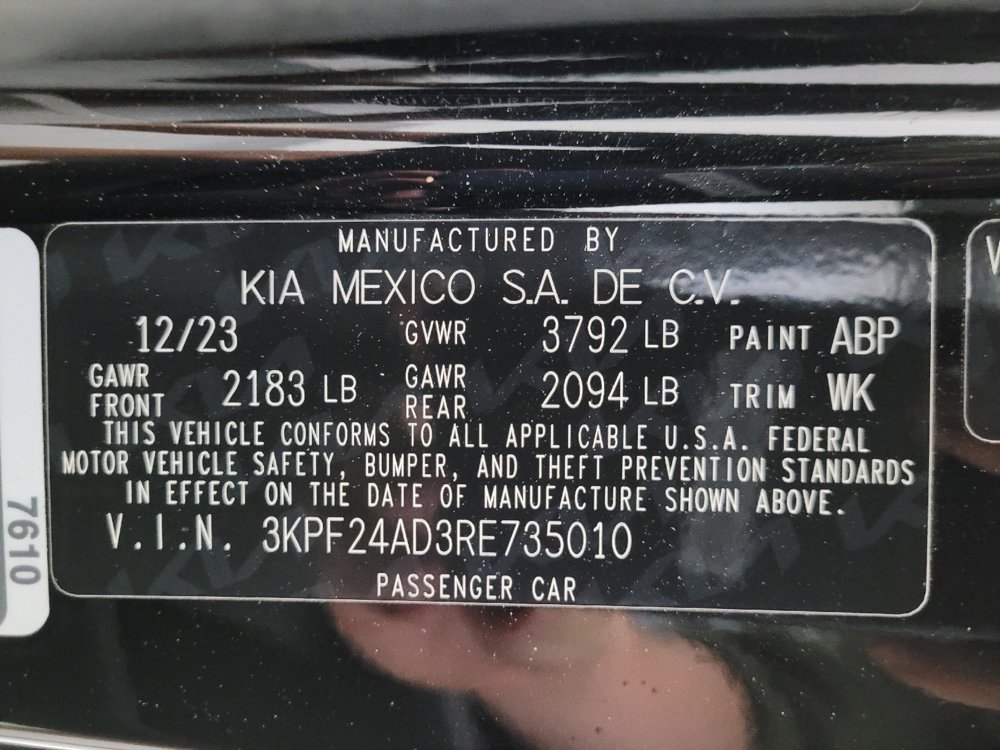 MANUFACTURED BY
KIA MEXICO S.A. DE C.V.
12/23 GVWR 3792 LB PAINT ABP
GAWR FRONT 2183 LB GAWR REAR 2094 LB TRIM WK
THIS VEHICLE CONFORMS TO ALL APPLICABLE U.S.A. FEDERAL
MOTOR VEHICLE SAFETY, BUMPER, AND THEFT PREVENTION STANDARDS
IN EFFECT ON THE DATE OF MANUFACTURE SHOWN ABOVE.
V.I.N. 3KPF24AD3RE735010
PASSENGER CAR
7610